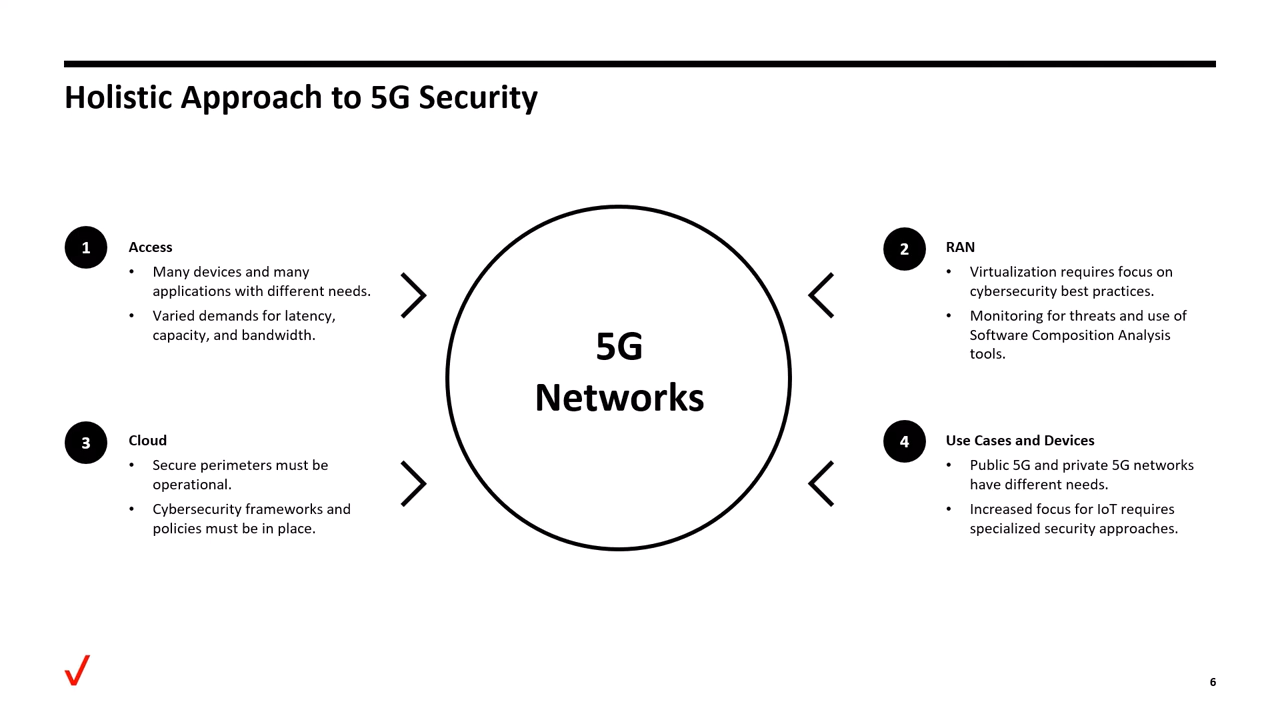 Holistic Approach to 5G Security
1
Access
• Many devices and many
applications with different needs.
• Varied demands for latency,
capacity, and bandwidth.
2
RAN
• Virtualization requires focus on
cybersecurity best practices.
• Monitoring for threats and use of
Software Composition Analysis
tools.
5G
Networks
3
Cloud
• Secure perimeters must be
operational.
• Cybersecurity frameworks and
policies must be in place.
4
Use Cases and Devices
• Public 5G and private 5G networks
have different needs.
• Increased focus for IoT requires
specialized security approaches.
6